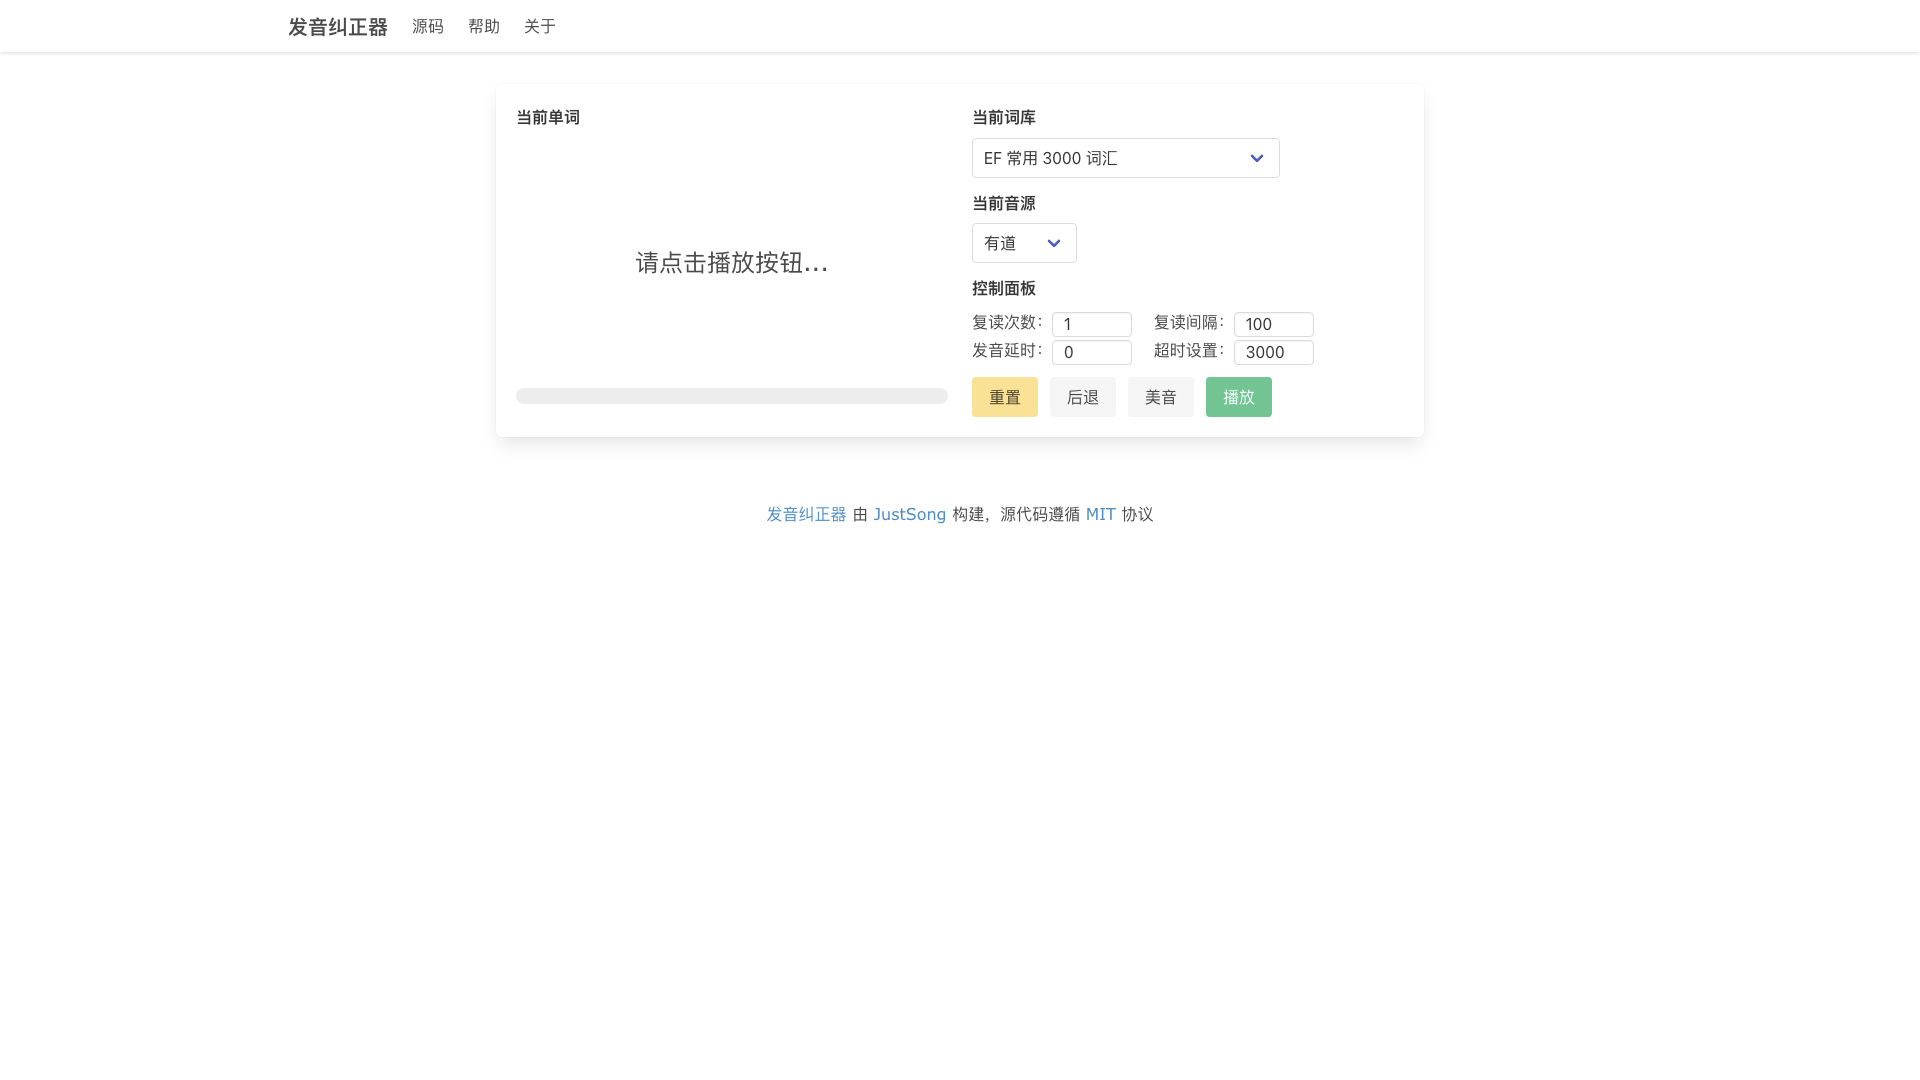 发音纠正器 源码 帮助 关于
当前单词
请点击播放按钮...
当前词库
EF 常用 3000 词汇
当前音源
有道
控制面板
复读次数： 1 复读间隔： 100
发音延时： 0 超时设置： 3000
重置 后退 美音 播放
发音纠正器 由 JustSong 构建，源代码遵循 MIT 协议